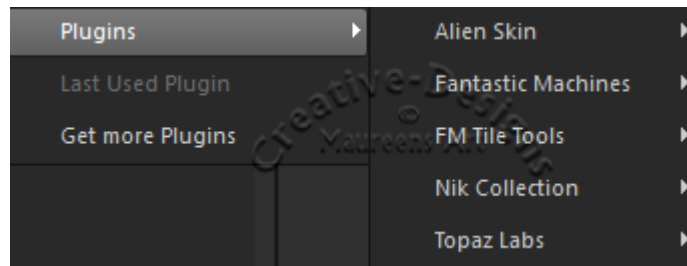 Plugins
Last Used Plugin
Get more Plugins
Alien Skin
Fantastic Machines
FM Tile Tools
Nik Collection
Topaz Labs
Creative-Designs
©
Maureens Art